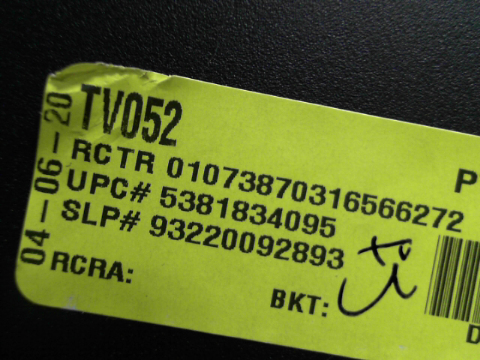 04-06-20
TV052
RCTR 01073870316566272
UPC# 5381834095
SLP# 93220092893
RCRA:
BKT:
P
D